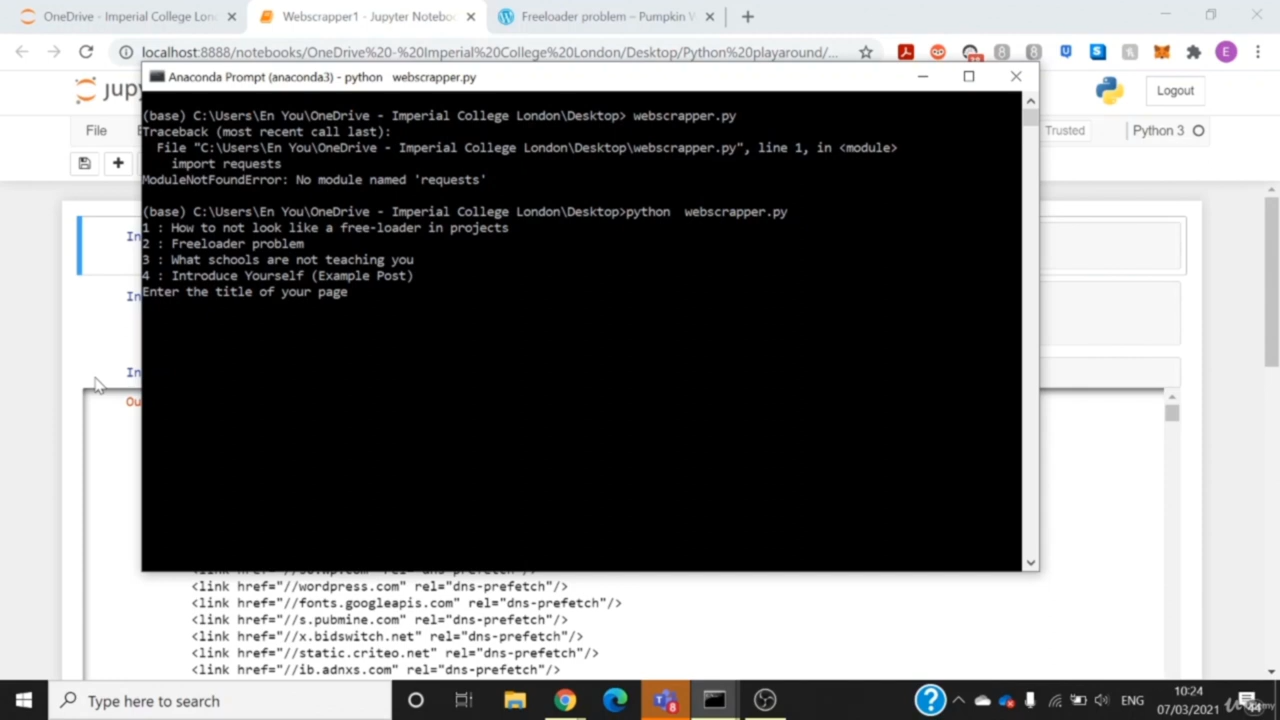 OneDrive - Imperial College Lon
Webscrapper1 - Jupyter Noteboo
Freeloader problem – Pumpkin V
localhost:8888/notebooks/OneDrive%20-%20Imperial%20College%20London/Desktop/Python%20playaround/...
E
Anaconda Prompt (anaconda3) - python webscrapper.py
jupy
Logout
File
Trusted
Python 3
(base) C:\Users\En You\OneDrive - Imperial College London\Desktop> webscrapper.py
Traceback (most recent call last):
File "C:\Users\En You\OneDrive - Imperial College London\Desktop\webscrapper.py", line 1, in <module>
import requests
ModuleNotFoundError: No module named 'requests'
(base) C:\Users\En You\OneDrive - Imperial College London\Desktop>python  webscrapper.py
1 : How to not look like a free-loader in projects
2 : Freeloader problem
3 : What schools are not teaching you
4 : Introduce Yourself (Example Post)
Enter the title of your page
In
In
In
Ou
<link href="//wordpress.com" rel="dns-prefetch"/>
<link href="//fonts.googleapis.com" rel="dns-prefetch"/>
<link href="//s.pubmine.com" rel="dns-prefetch"/>
<link href="//x.bidswitch.net" rel="dns-prefetch"/>
<link href="//static.criteo.net" rel="dns-prefetch"/>
<link href="//ib.adnxs.com" rel="dns-prefetch"/>
Type here to search
ENG
10:24
07/03/2021